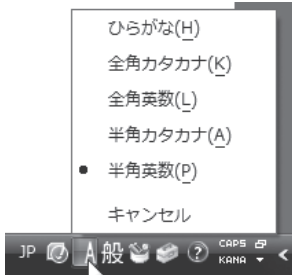 ひらがな(H)
全角カタカナ(K)
全角英数(L)
半角カタカナ(A)
半角英数(P)
キャンセル
JP A 般 ? CAPS
KANA